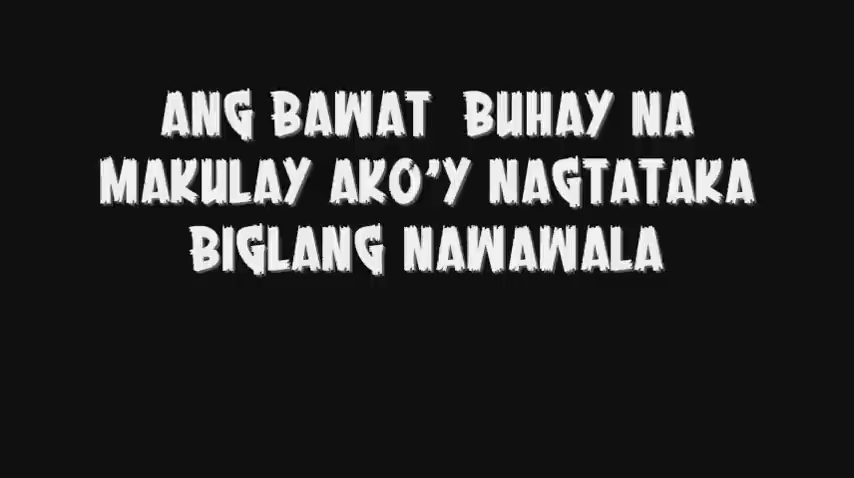 ANG BAWAT BUHAY NA
MAKULAY AKO'Y NAGTATAKA
BIGLANG NAWAWALA